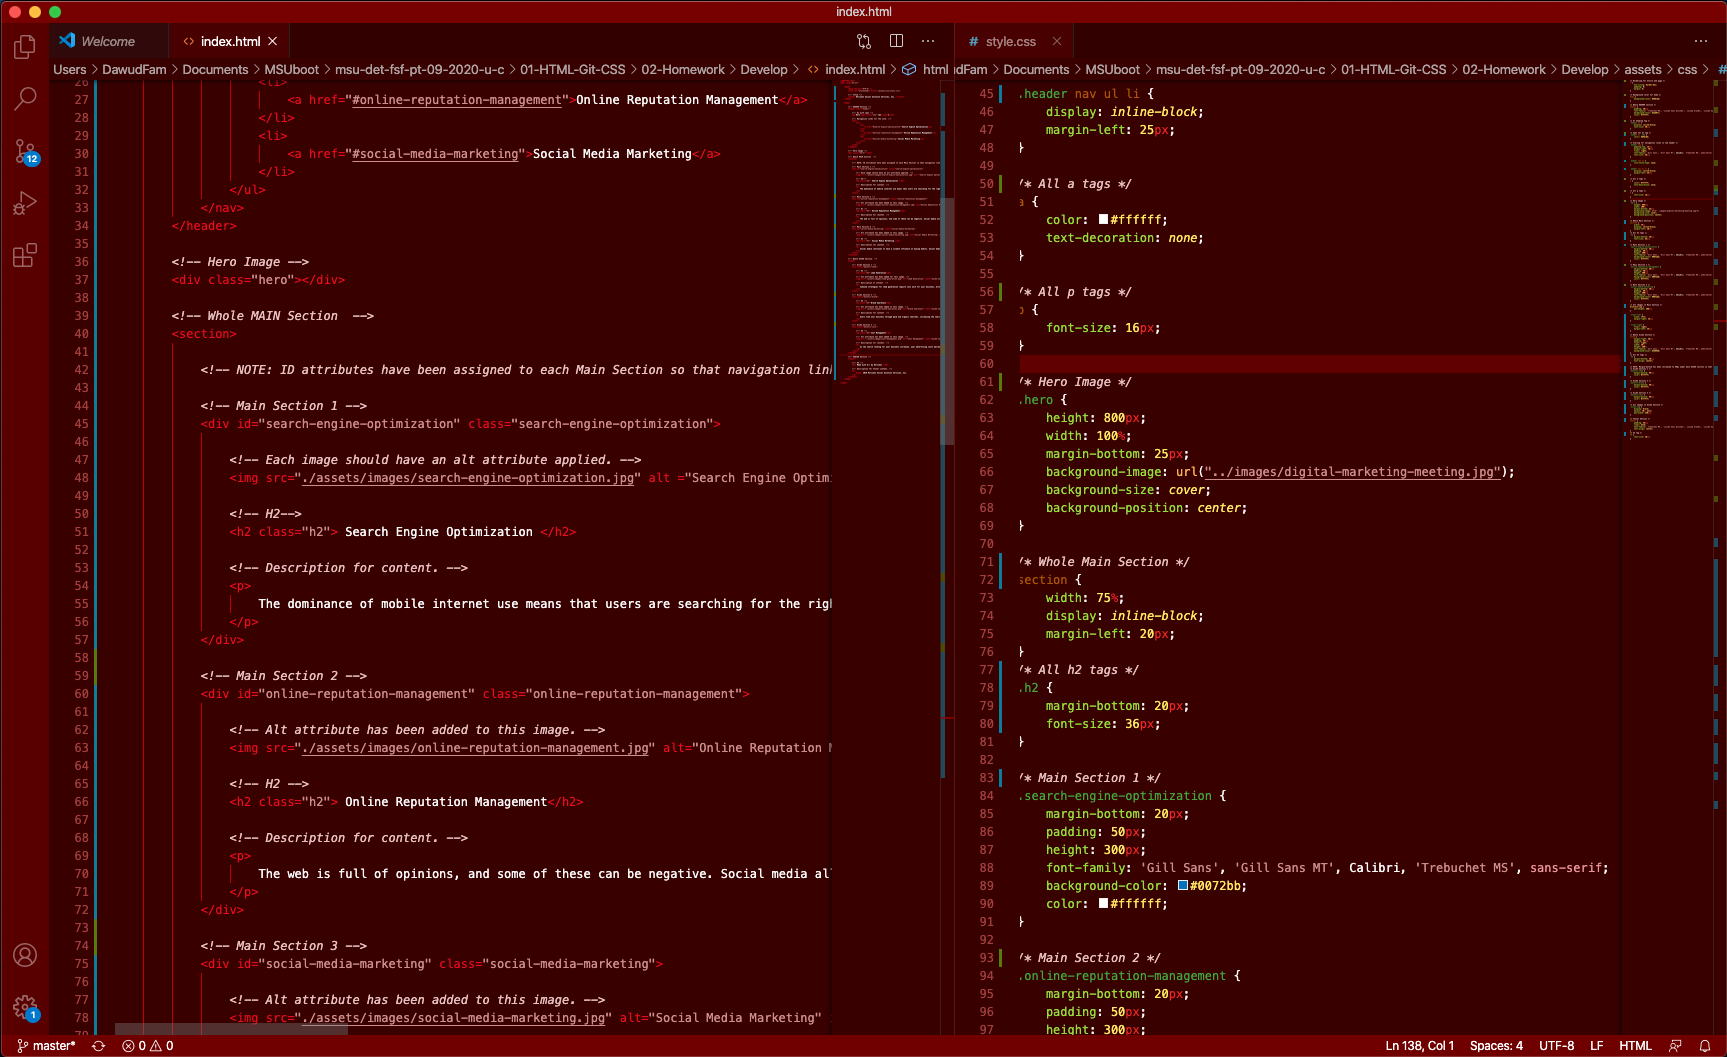 index.html
Welcome
index.html
style.css
Users > DawudFam > Documents > MSUboot > msu-det-fsf-pt-09-2020-u-c > 01-HTML-Git-CSS > 02-Homework > Develop > index.html > html
udFam > Documents > MSUboot > msu-det-fsf-pt-09-2020-u-c > 01-HTML-Git-CSS > 02-Homework > Develop > assets > css > #
26 <li>
27 <a href="#online-reputation-management">Online Reputation Management</a>
28 </li>
29 <li>
30 <a href="#social-media-marketing">Social Media Marketing</a>
31 </li>
32 </ul>
33 </nav>
34 </header>
35
36 <!-- Hero Image -->
37 <div class="hero"></div>
38
39 <!-- Whole MAIN Section  -->
40 <section>
41
42 <!-- NOTE: ID attributes have been assigned to each Main Section so that navigation lin
43
44 <!-- Main Section 1 -->
45 <div id="search-engine-optimization" class="search-engine-optimization">
46
47 <!-- Each image should have an alt attribute applied. -->
48 <img src="./assets/images/search-engine-optimization.jpg" alt ="Search Engine Optim
49
50 <!-- H2-->
51 <h2 class="h2"> Search Engine Optimization </h2>
52
53 <!-- Description for content. -->
54 <p>
55 The dominance of mobile internet use means that users are searching for the rig
56 </p>
57 </div>
58
59 <!-- Main Section 2 -->
60 <div id="online-reputation-management" class="online-reputation-management">
61
62 <!-- Alt attribute has been added to this image. -->
63 <img src="./assets/images/online-reputation-management.jpg" alt="Online Reputation M
64
65 <!-- H2 -->
66 <h2 class="h2"> Online Reputation Management</h2>
67
68 <!-- Description for content. -->
69 <p>
70 The web is full of opinions, and some of these can be negative. Social media al
71 </p>
72 </div>
73
74 <!-- Main Section 3 -->
75 <div id="social-media-marketing" class="social-media-marketing">
76
77 <!-- Alt attribute has been added to this image. -->
78 <img src="./assets/images/social-media-marketing.jpg" alt="Social Media Marketing"
79
45 .header nav ul li {
46 display: inline-block;
47 margin-left: 25px;
48 }
49
50 /* All a tags */
51 a {
52 color: #ffffff;
53 text-decoration: none;
54 }
55
56 /* All p tags */
57 p {
58 font-size: 16px;
59 }
60
61 /* Hero Image */
62 .hero {
63 height: 800px;
64 width: 100%;
65 margin-bottom: 25px;
66 background-image: url("../images/digital-marketing-meeting.jpg");
67 background-size: cover;
68 background-position: center;
69 }
70
71 /* Whole Main Section */
72 section {
73 width: 75%;
74 display: inline-block;
75 margin-left: 20px;
76 }
77 /* All h2 tags */
78 .h2 {
79 margin-bottom: 20px;
80 font-size: 36px;
81 }
82
83 /* Main Section 1 */
84 .search-engine-optimization {
85 margin-bottom: 20px;
86 padding: 50px;
87 height: 300px;
88 font-family: 'Gill Sans', 'Gill Sans MT', Calibri, 'Trebuchet MS', sans-serif;
89 background-color: #0072bb;
90 color: #ffffff;
91 }
92
93 /* Main Section 2 */
94 .online-reputation-management {
95 margin-bottom: 20px;
96 padding: 50px;
97 height: 300px;
12
1
master* 0 0
Ln 138, Col 1 Spaces: 4 UTF-8 LF HTML